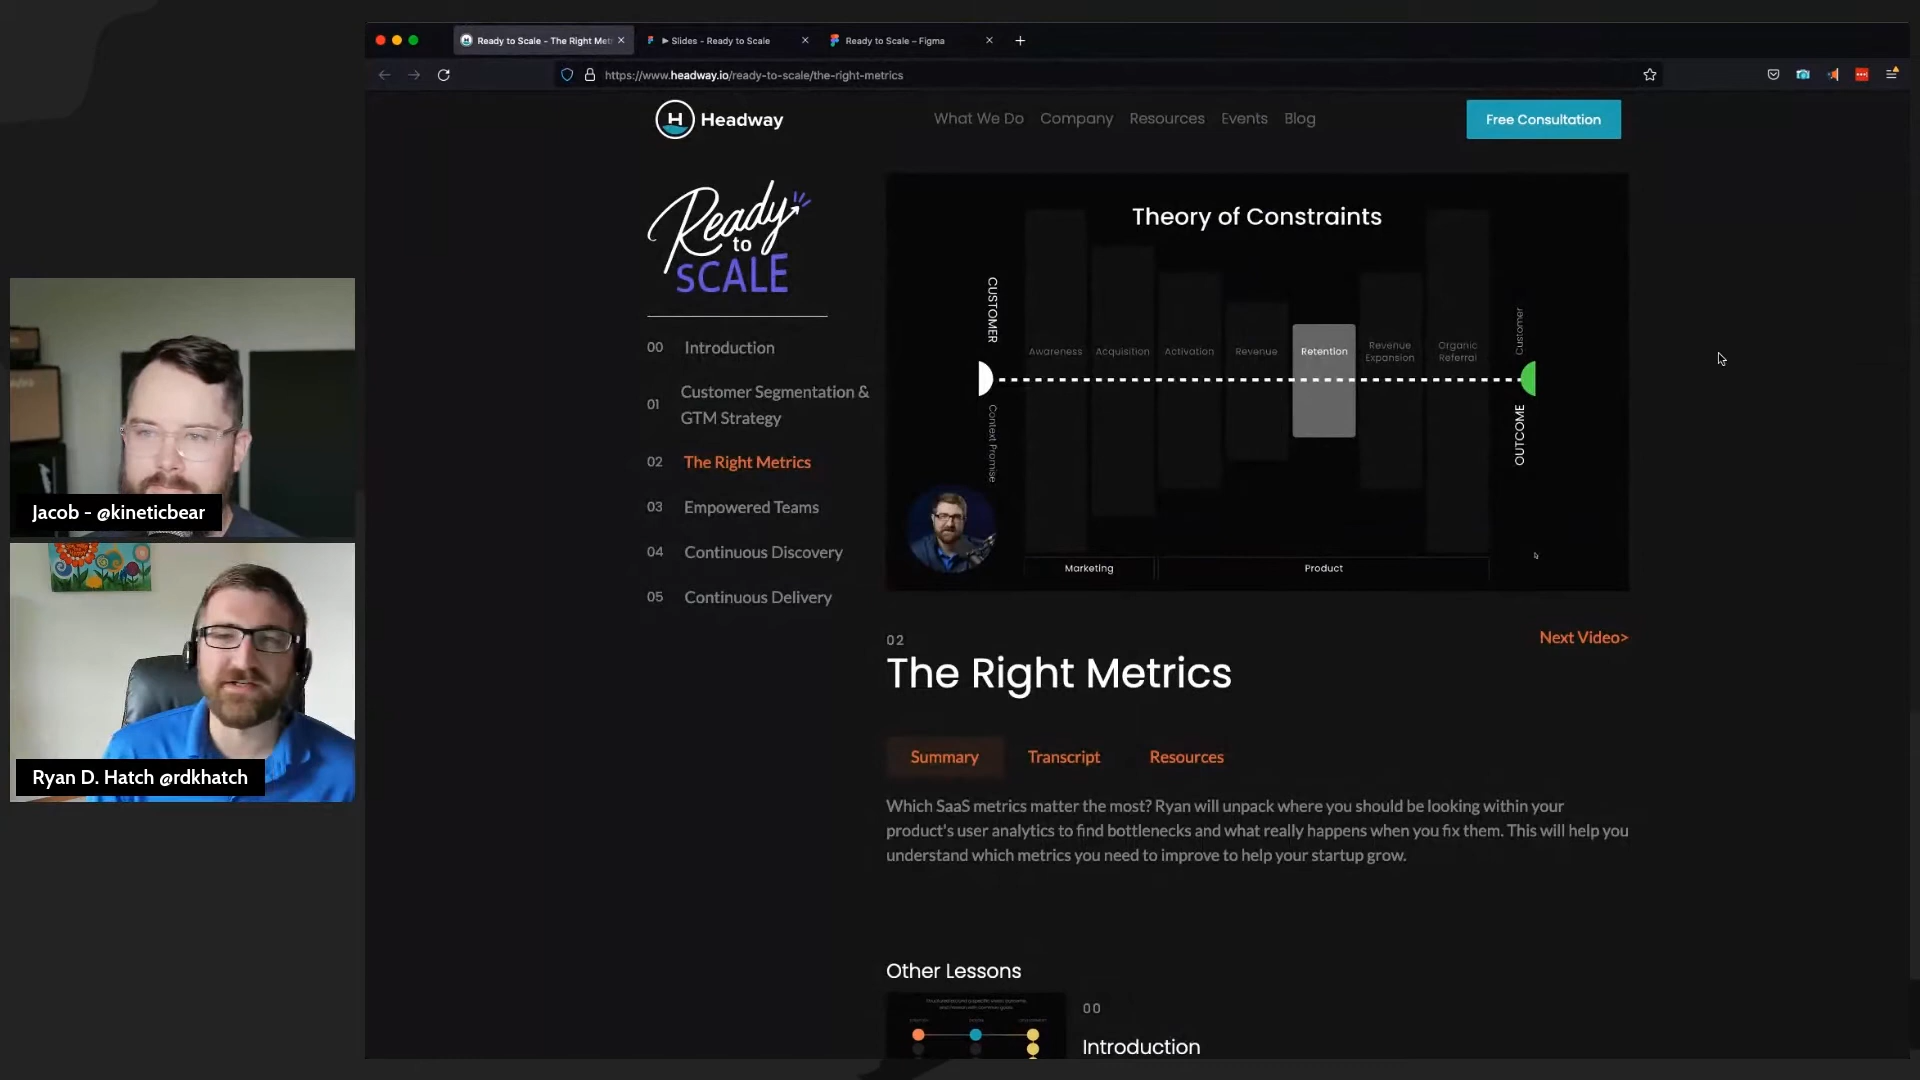 Ready to Scale - The Right Met
Slides - Ready to Scale
Ready to Scale – Figma
https://www.headway.io/ready-to-scale/the-right-metrics
H Headway
What We Do
Company
Resources
Events
Blog
Free Consultation
Ready
to
SCALE
00 Introduction
01 Customer Segmentation &
GTM Strategy
02 The Right Metrics
03 Empowered Teams
04 Continuous Discovery
05 Continuous Delivery
Theory of Constraints
CUSTOMER
Context Promise
Awareness
Acquisition
Activation
Revenue
Retention
Revenue
Expansion
Organic
Referral
Customer
OUTCOME
Marketing
Product
02
The Right Metrics
Next Video>
Summary
Transcript
Resources
Which SaaS metrics matter the most? Ryan will unpack where you should be looking within your
product's user analytics to find bottlenecks and what really happens when you fix them. This will help you
understand which metrics you need to improve to help your startup grow.
Other Lessons
00
Introduction
Jacob - @kineticbear
Ryan D. Hatch @rdkhatch